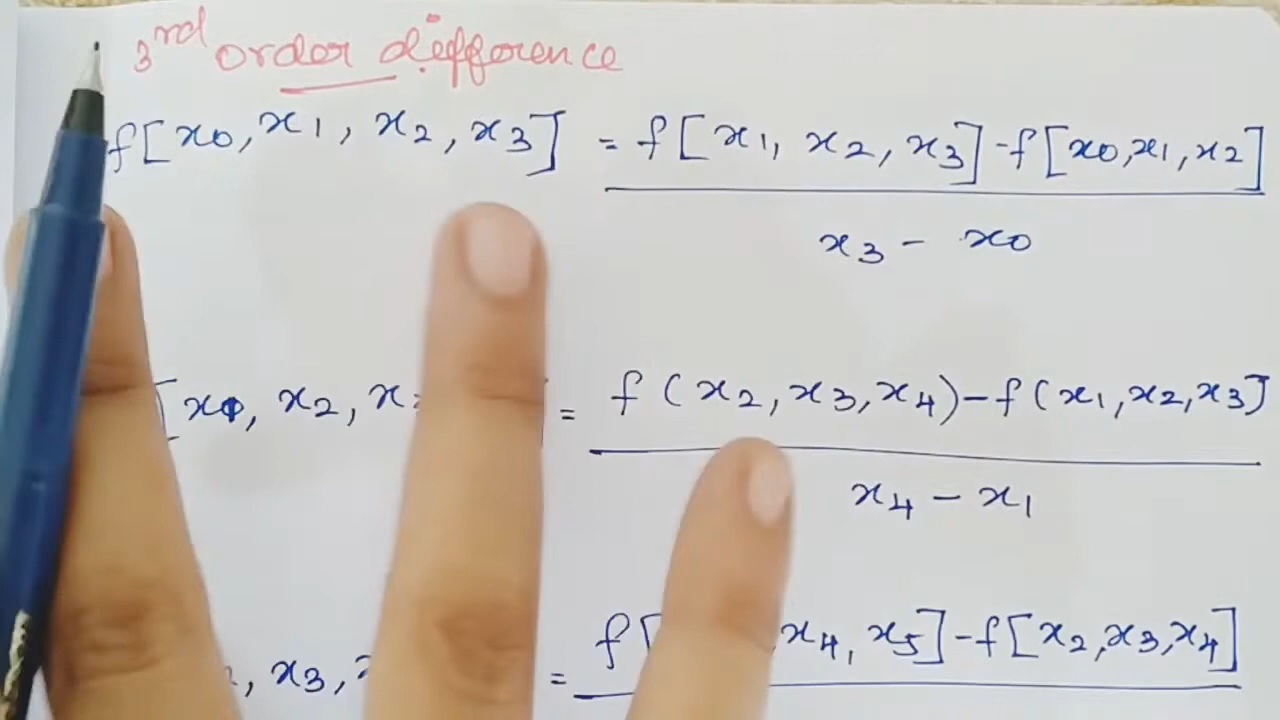 3rd order difference
f[x0, x1, x2, x3] = f[x1, x2, x3] - f[x0, x1, x2]
x3 - x0
[x1, x2, x = f(x2, x3, x4) - f(x1, x2, x3]
x4 - x1
, x3, = f[ , x4, x5] - f[x2, x3, x4]